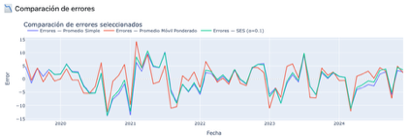 Comparación de errores
Comparación de errores seleccionadas
Errores — Promedio Simple
Errores — Promedio Móvil Ponderado
Errores — SES (α=0.1)
Error
15
10
5
0
−5
−10
−15
2020
2021
2022
2023
2024
Fecha